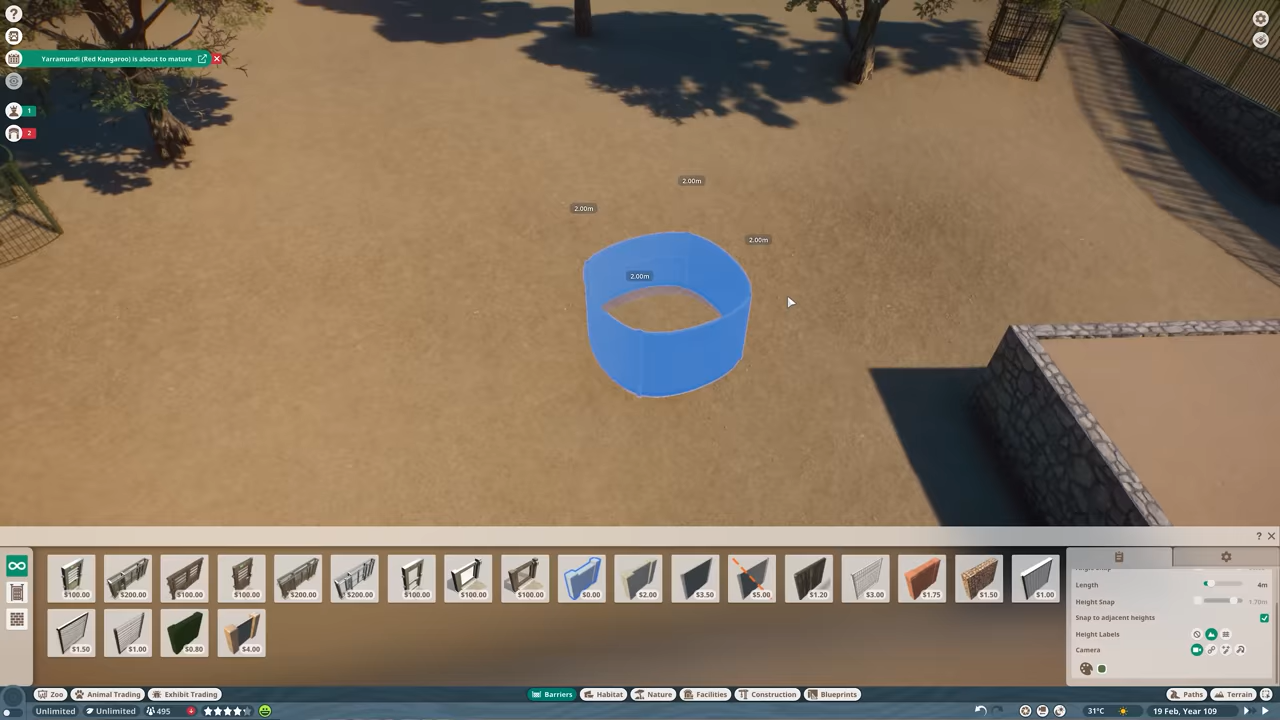 ?
Yarramundi (Red Kangaroo) is about to mature
1
2
2.00m
2.00m
2.00m
2.00m
?
$100.00 $200.00 $100.00 $100.00 $200.00 $200.00 $100.00 $100.00 $100.00 $0.00 $2.00 $3.50 $5.00 $1.20 $3.00 $1.75 $1.50 $1.00
$1.50 $1.00 $0.80 $4.00
Length 4m
Height Snap 1.70m
Snap to adjacent heights
Height Labels
Camera
Zoo Animal Trading Exhibit Trading Barriers Habitat Nature Facilities Construction Blueprints Paths Terrain
Unlimited Unlimited 495 31°C 19 Feb, Year 109